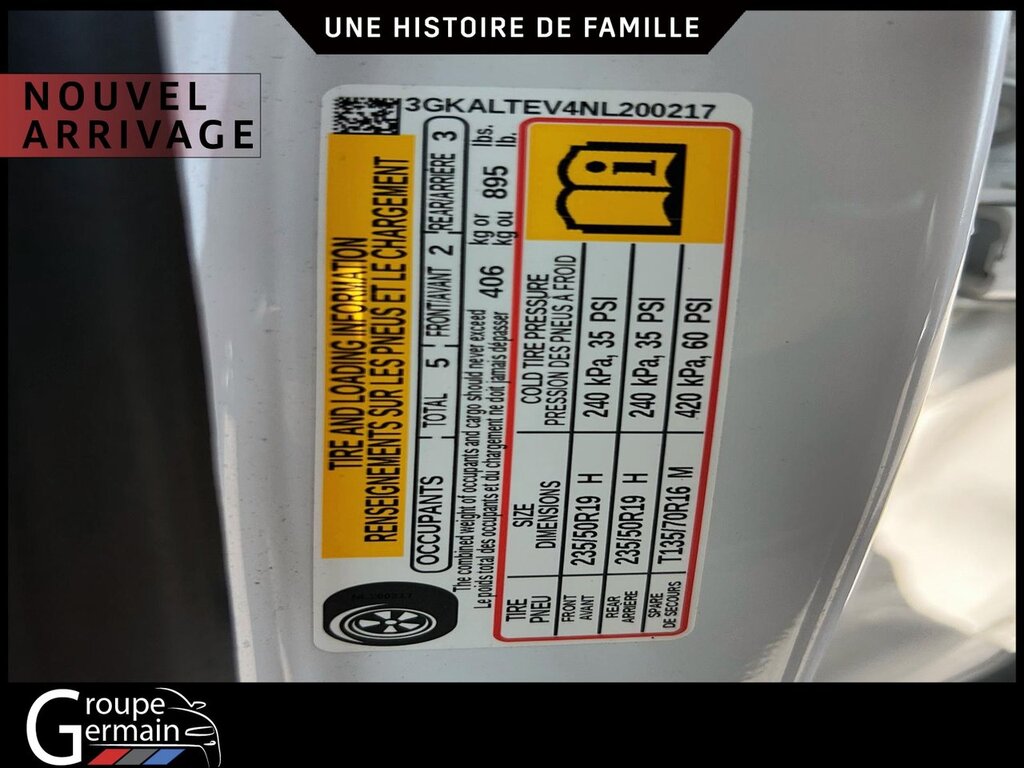 UNE HISTOIRE DE FAMILLE
NOUVEL
ARRIVAGE
3GKALTEV4NL200217
TIRE AND LOADING INFORMATION
RENSEIGNEMENTS SUR LES PNEUS ET LE CHARGEMENT
OCCUPANTS TOTAL 5 FRONT/AVANT 2 REAR/ARRIÈRE 3
The combined weight of occupants and cargo should never exceed 406 kg or 895 lbs.
Le poids total des occupants et du chargement ne doit jamais dépasser kg ou lb.
TIRE SIZE COLD TIRE PRESSURE
PNEU DIMENSIONS PRESSION DES PNEUS À FROID
FRONT
AVANT 235/50R19 H 240 kPa, 35 PSI
REAR
ARRIÈRE 235/50R19 H 240 kPa, 35 PSI
SPARE
DE SECOURS T135/70R16 M 420 kPa, 60 PSI
NL200217
Groupe
Germain